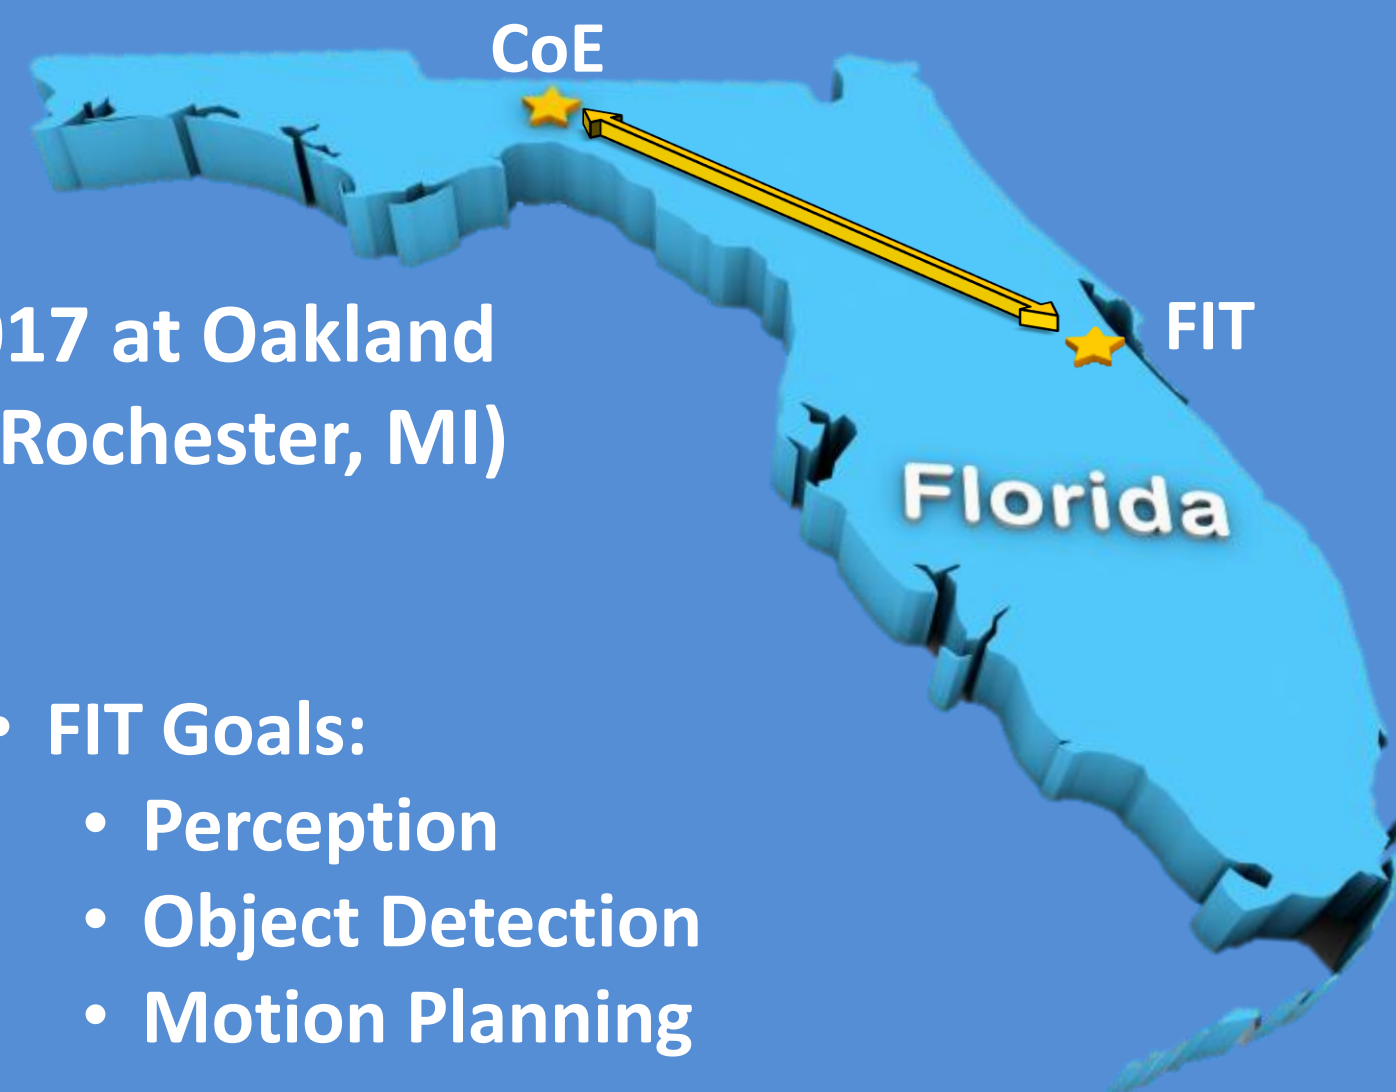 CoE
FIT
17 at Oakland
Rochester, MI)
Florida
• FIT Goals:
• Perception
• Object Detection
• Motion Planning